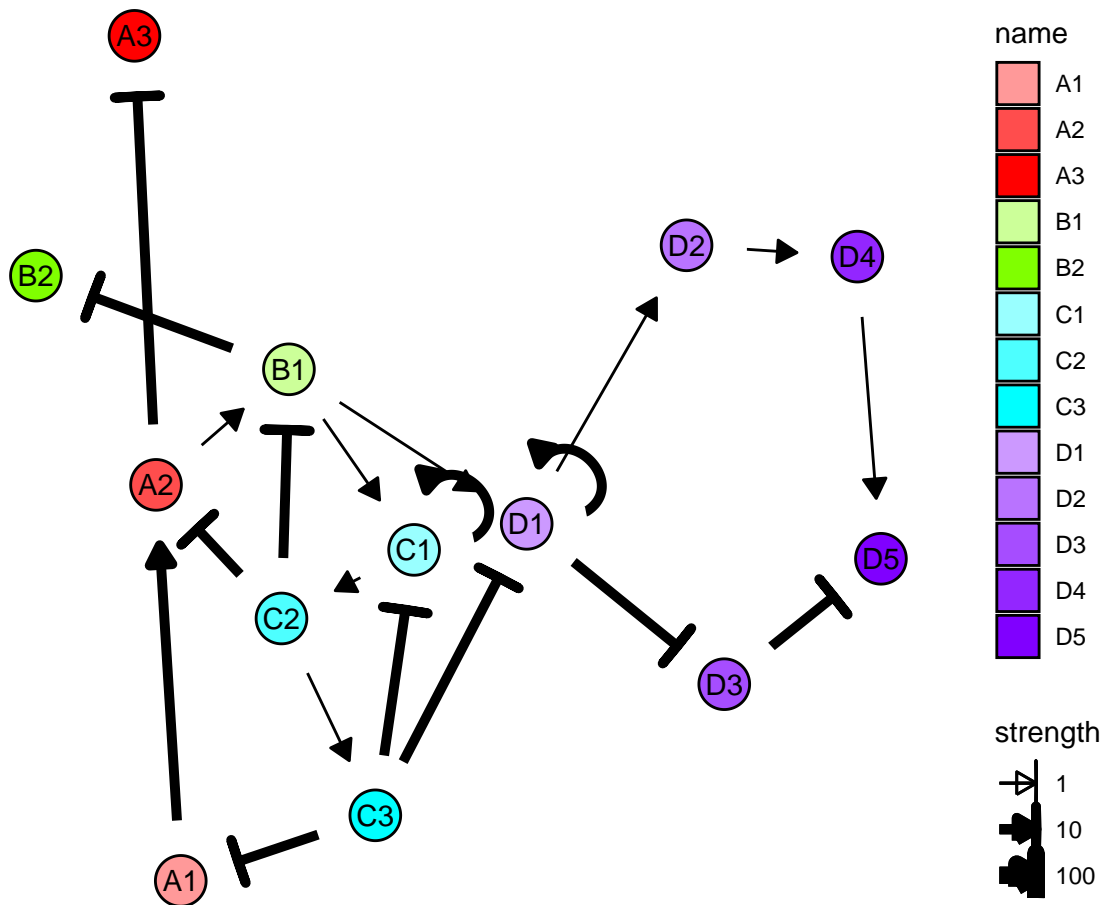 A3
B2
D2
D4
B1
A2
C1
D1
D5
C2
D3
C3
A1
name
A1
A2
A3
B1
B2
C1
C2
C3
D1
D2
D3
D4
D5
strength
1
10
100